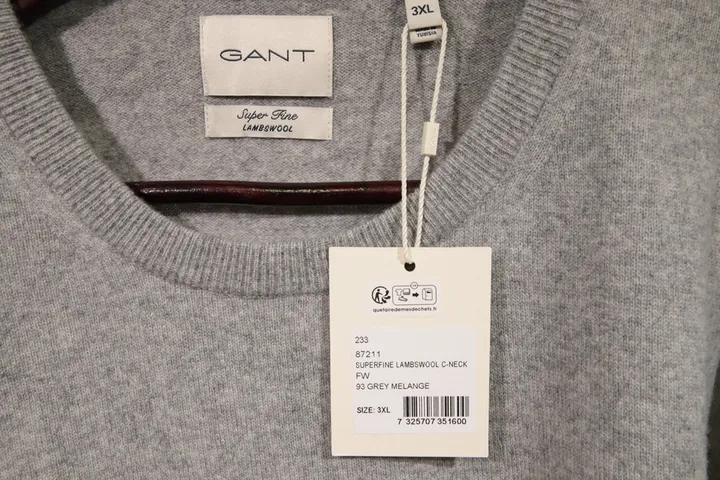 3XL
TUNISIA
GANT
Super Fine
LAMBSWOOL
quefairedemesdechets.fr
233
87211
SUPERFINE LAMBSWOOL C-NECK
FW
93 GREY MELANGE
SIZE: 3XL
7 325707 351600